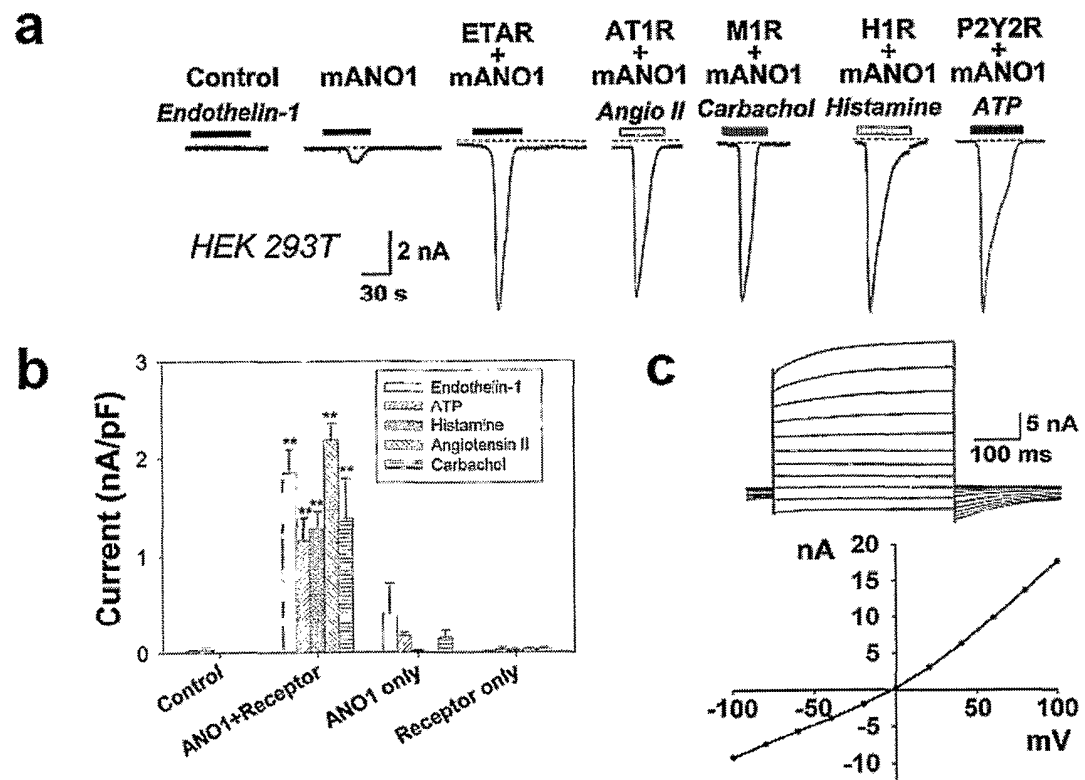 a
ETAR AT1R M1R H1R P2Y2R
+ + + + +
Control mANO1 mANO1 mANO1 mANO1 mANO1 mANO1
Endothelin-1 Angio II Carbachol Histamine ATP
HEK 293T
2 nA
30 s
b
Current (nA/pF)
3
2
1
0
Endothelin-1
ATP
Histamine
Angiotensin II
Carbachol
** ** ** ** **
Control
ANO1+Receptor
ANO1 only
Receptor only
c
5 nA
100 ms
nA
20
15
10
5
-100 -50 50 100
-5
mV
-10